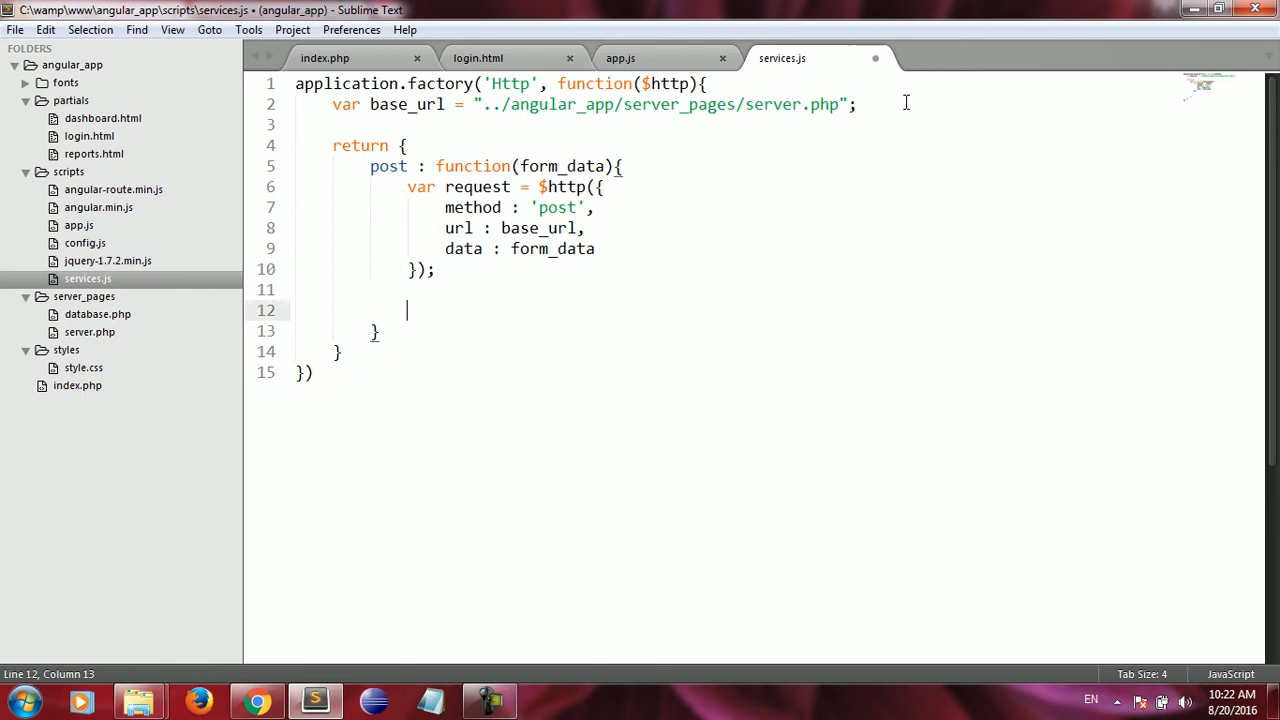 C:\wamp\www\angular_app\scripts\services.js • (angular_app) - Sublime Text
File Edit Selection Find View Goto Tools Project Preferences Help
FOLDERS
angular_app
fonts
partials
dashboard.html
login.html
reports.html
scripts
angular-route.min.js
angular.min.js
app.js
config.js
jquery-1.7.2.min.js
services.js
server_pages
database.php
server.php
styles
style.css
index.php
index.php × login.html × app.js × services.js
1 application.factory('Http', function($http){
2 var base_url = "../angular_app/server_pages/server.php";
3
4 return {
5 post : function(form_data){
6 var request = $http({
7 method : 'post',
8 url : base_url,
9 data : form_data
10 });
11
12
13 }
14 }
15 })
Line 12, Column 13 Tab Size: 4 JavaScript
EN 10:22 AM
8/20/2016